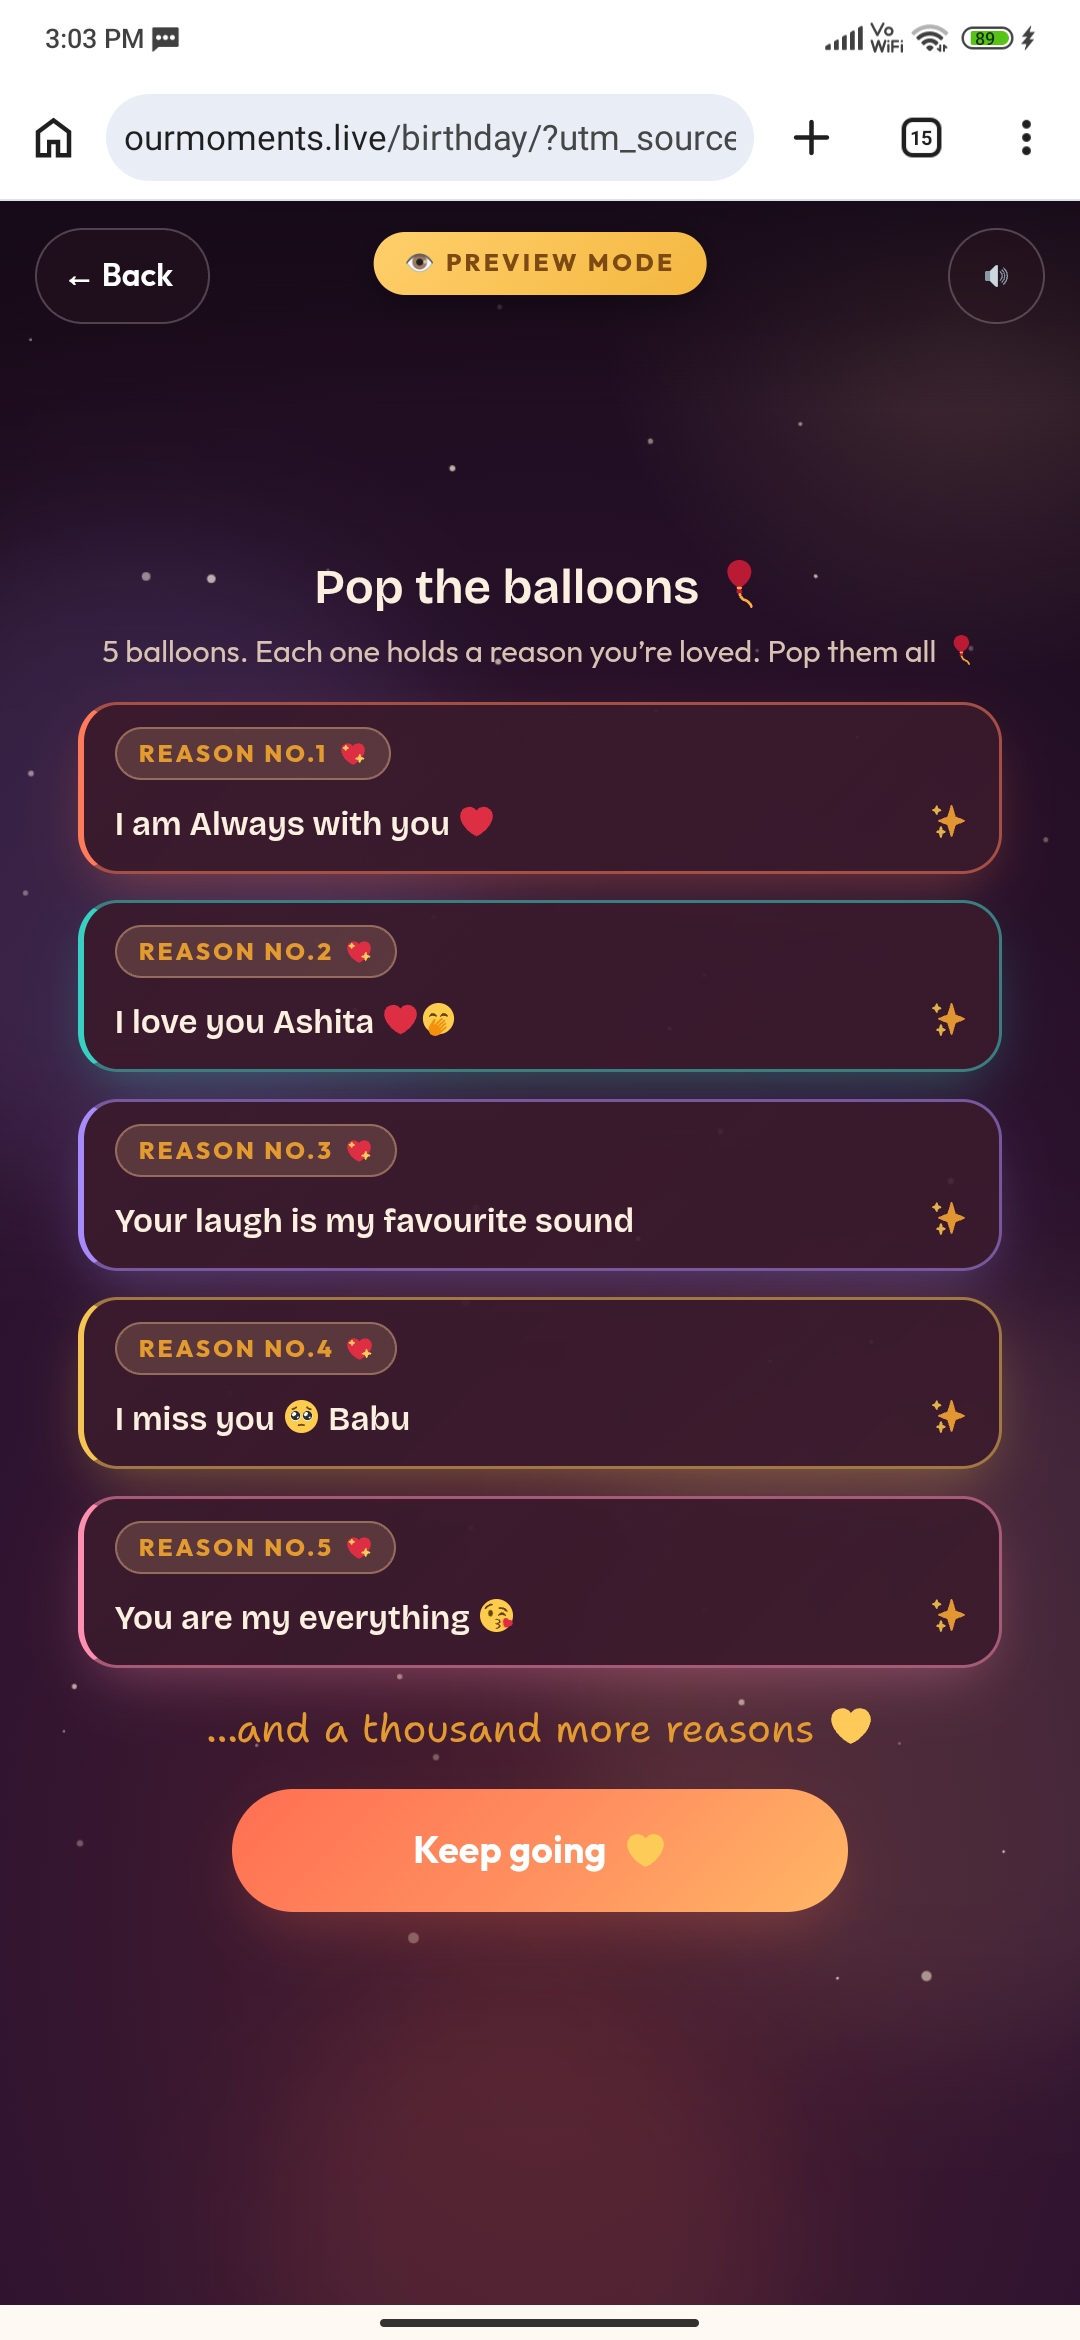 3:03 PM
Vo
WiFi
89
ourmoments.live/birthday/?utm_source
15
← Back
👁️ PREVIEW MODE
Pop the balloons 🎈
5 balloons. Each one holds a reason you’re loved. Pop them all 🎈
REASON NO.1 💖
I am Always with you ❤️
REASON NO.2 💖
I love you Ashita ❤️🤭
REASON NO.3 💖
Your laugh is my favourite sound
REASON NO.4 💖
I miss you 🥺 Babu
REASON NO.5 💖
You are my everything 😘
...and a thousand more reasons 💛
Keep going 💛